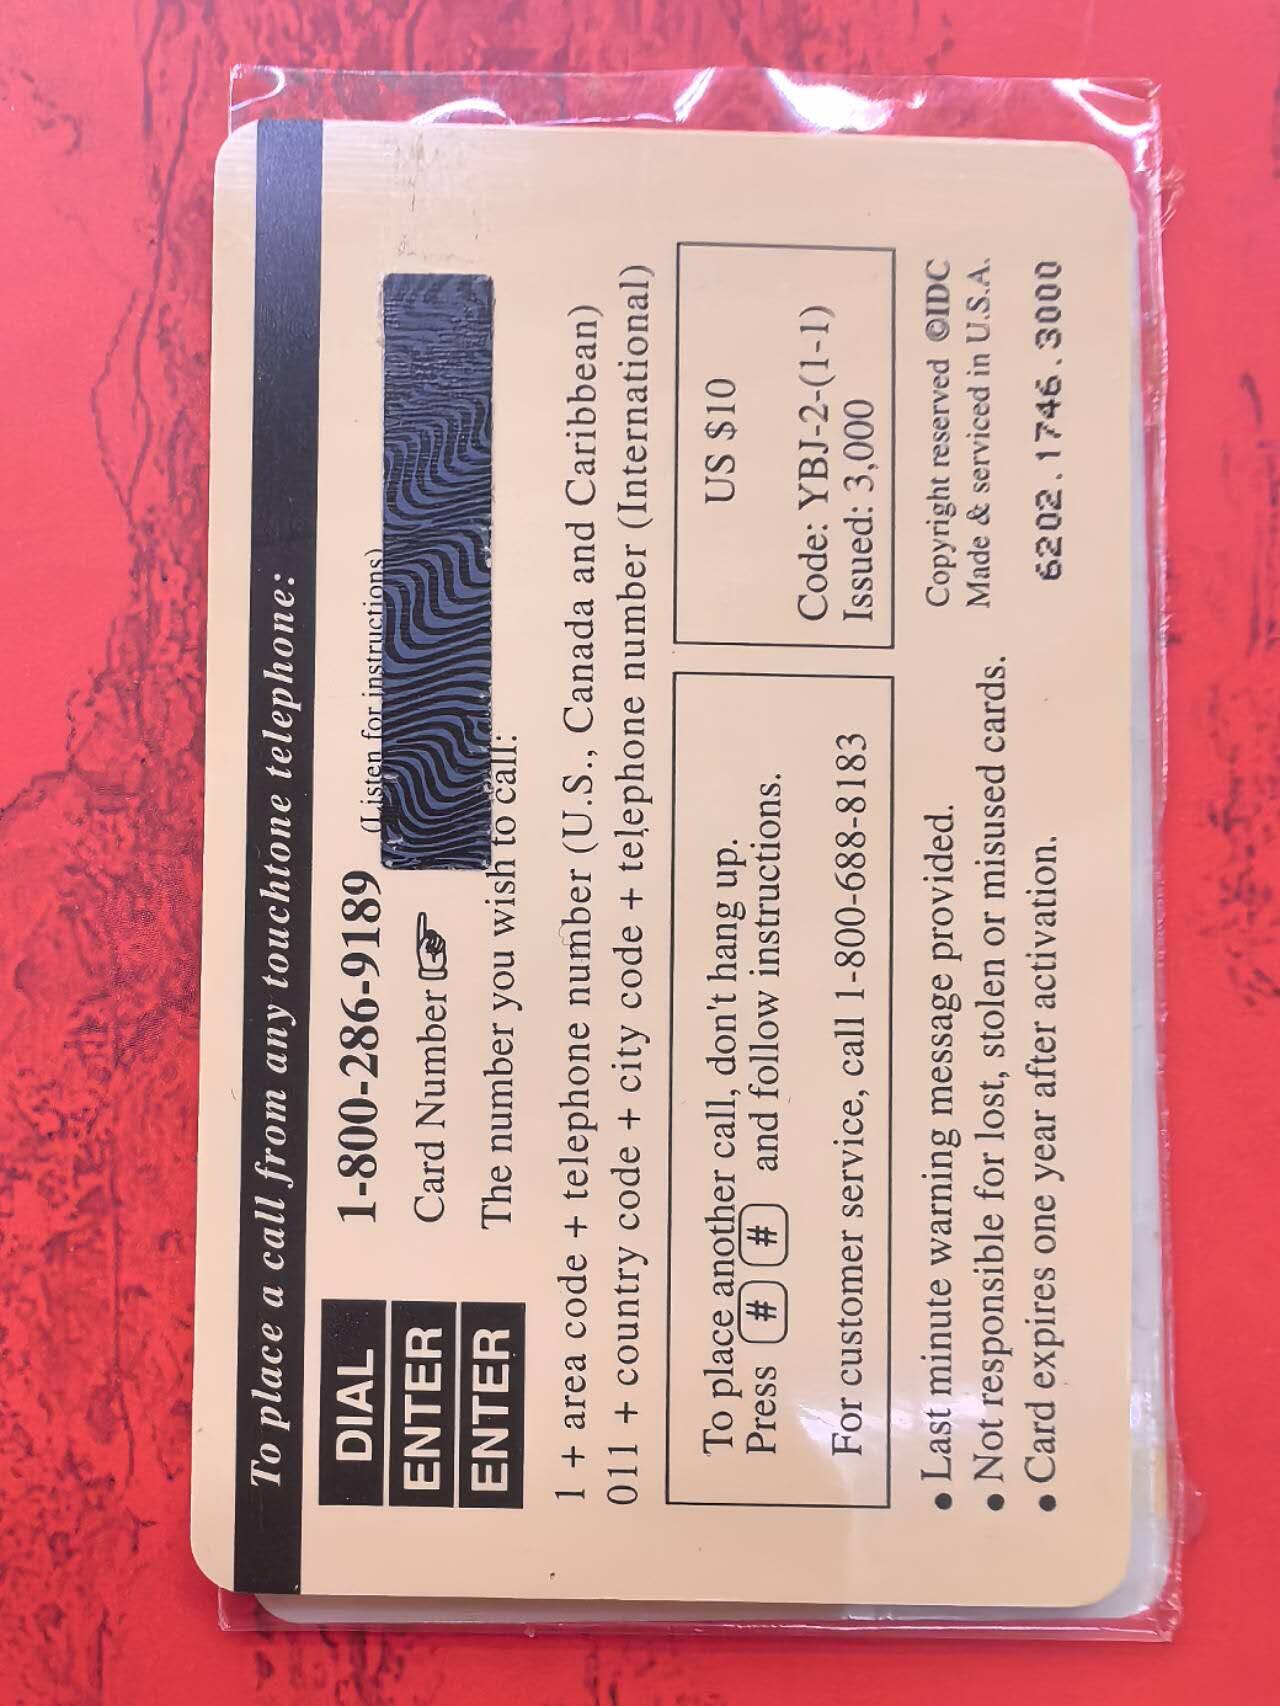 To place a call from any touchtone telephone:
DIAL 1-800-286-9189 (Listen for instructions)
ENTER Card Number
ENTER The number you wish to call:
1 + area code + telephone number (U.S., Canada and Caribbean)
011 + country code + city code + telephone number (International)
To place another call, don't hang up.
Press # # and follow instructions.
For customer service, call 1-800-688-8183
US $10
Code: YBJ-2-(1-1)
Issued: 3,000
• Last minute warning message provided.
• Not responsible for lost, stolen or misused cards.
• Card expires one year after activation.
Copyright reserved ©IDC
Made & serviced in U.S.A.
6202.1746.3000